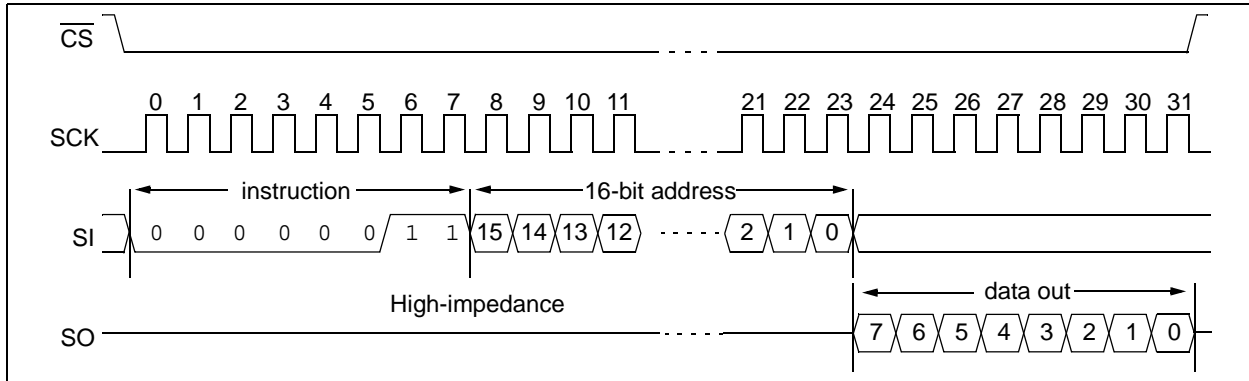 CS
0 1 2 3 4 5 6 7 8 9 10 11 21 22 23 24 25 26 27 28 29 30 31
SCK
instruction 16-bit address
SI 0 0 0 0 0 0 1 1 15 14 13 12 2 1 0
High-impedance data out
SO 7 6 5 4 3 2 1 0